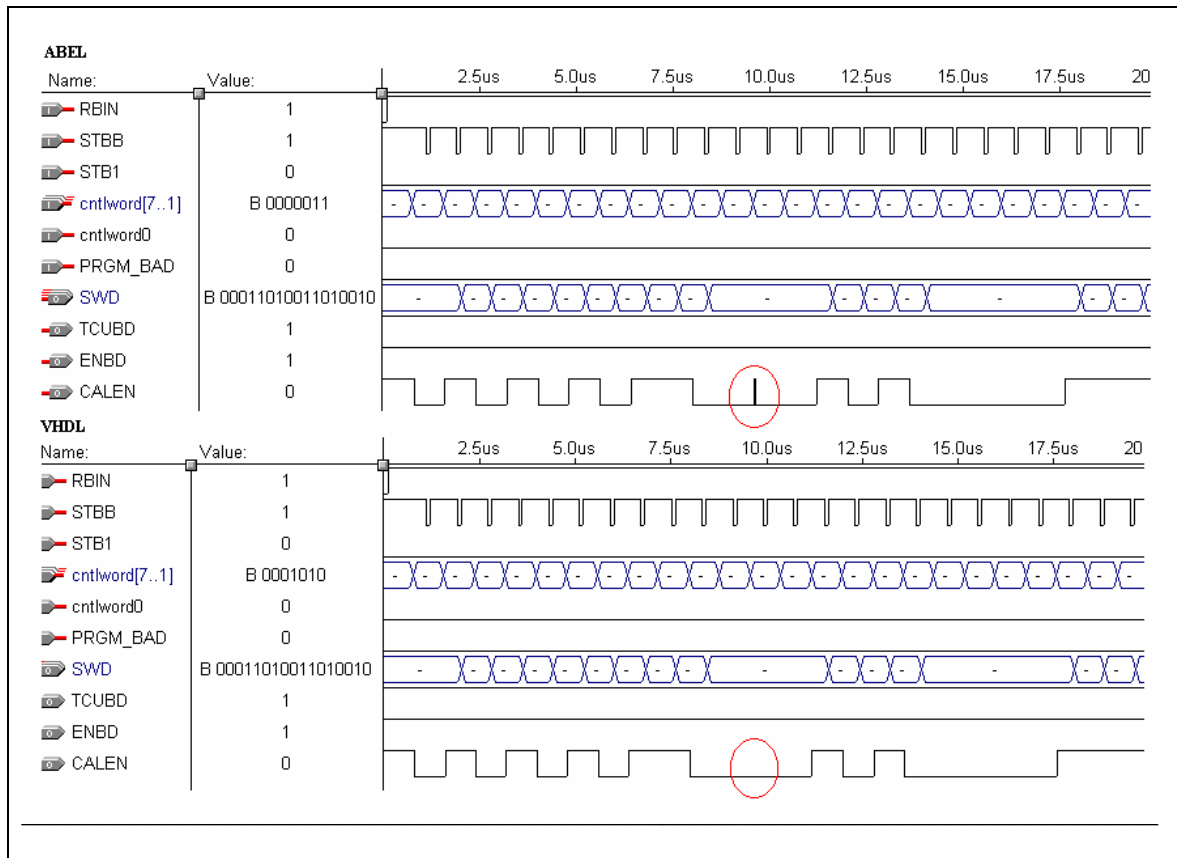 ABEL
Name: Value: 2.5us 5.0us 7.5us 10.0us 12.5us 15.0us 17.5us 20
RBIN 1
STBB 1
STB1 0
cntlword[7..1] B 0000011
cntlword0 0
PRGM_BAD 0
SWD B 00011010011010010
TCUBD 1
ENBD 1
CALEN 0
VHDL
Name: Value: 2.5us 5.0us 7.5us 10.0us 12.5us 15.0us 17.5us 20
RBIN 1
STBB 1
STB1 0
cntlword[7..1] B 0001010
cntlword0 0
PRGM_BAD 0
SWD B 00011010011010010
TCUBD 1
ENBD 1
CALEN 0